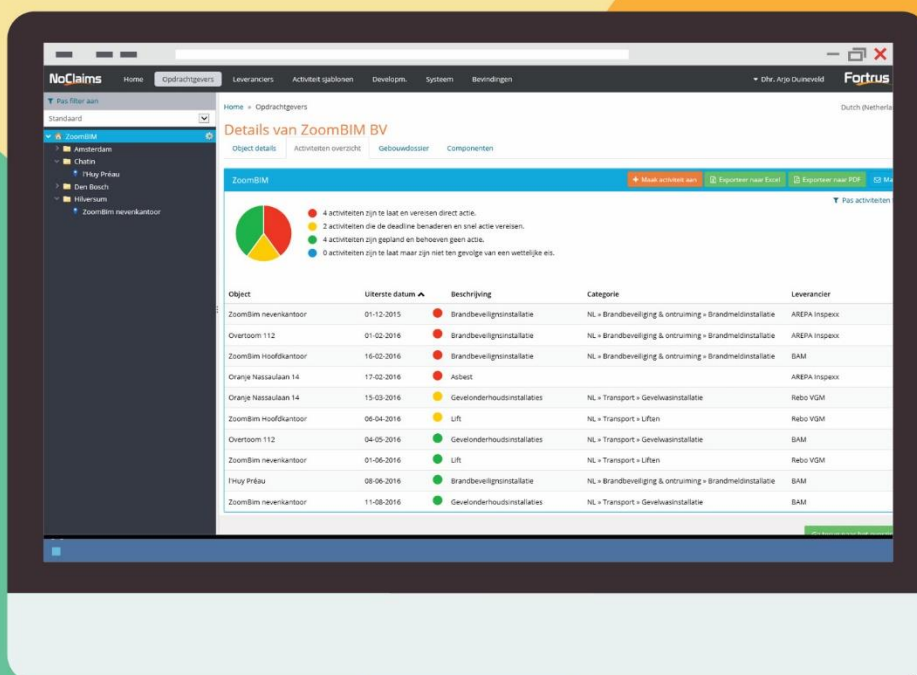 NoClaims Home Opdrachtgevers Leveranciers Activiteit sjablonen Developm. Systeem Bevindingen Dhr. Arjo Duineveld Fortrus
Pas filter aan
Standaard
ZoomBIM
Amsterdam
Chatin
l'Huy Préau
Den Bosch
Hilversum
ZoomBim nevenkantoor
Home » Opdrachtgevers Dutch (Netherla
Details van ZoomBIM BV
Object details Activiteiten overzicht Gebouwdossier Componenten
ZoomBIM + Maak activiteit aan Exporteer naar Excel Exporteer naar PDF Ma
Pas activiteiten
4 activiteiten zijn te laat en vereisen direct actie.
2 activiteiten die de deadline benaderen en snel actie vereisen.
4 activiteiten zijn gepland en behoeven geen actie.
0 activiteiten zijn te laat maar zijn niet ten gevolge van een wettelijke eis.
Object Uiterste datum Beschrijving Categorie Leverancier
ZoomBim nevenkantoor 01-12-2015 Brandbeveilignsinstallatie NL » Brandbeveiliging & ontruiming » Brandmeldinstallatie AREPA Inspexx
Overtoom 112 01-02-2016 Brandbeveilignsinstallatie NL » Brandbeveiliging & ontruiming » Brandmeldinstallatie AREPA Inspexx
ZoomBim Hoofdkantoor 16-02-2016 Brandbeveilignsinstallatie NL » Brandbeveiliging & ontruiming » Brandmeldinstallatie BAM
Oranje Nassaulaan 14 17-02-2016 Asbest AREPA Inspexx
Oranje Nassaulaan 14 15-03-2016 Gevelonderhoudsinstallaties NL » Transport » Gevelwasinstallatie Rebo VGM
ZoomBim Hoofdkantoor 06-04-2016 Lift NL » Transport » Liften Rebo VGM
Overtoom 112 04-05-2016 Gevelonderhoudsinstallaties NL » Transport » Gevelwasinstallatie BAM
ZoomBim nevenkantoor 01-06-2016 Lift NL » Transport » Liften Rebo VGM
l'Huy Préau 08-06-2016 Brandbeveilignsinstallatie NL » Brandbeveiliging & ontruiming » Brandmeldinstallatie BAM
ZoomBim nevenkantoor 11-08-2016 Gevelonderhoudsinstallaties NL » Transport » Gevelwasinstallatie BAM